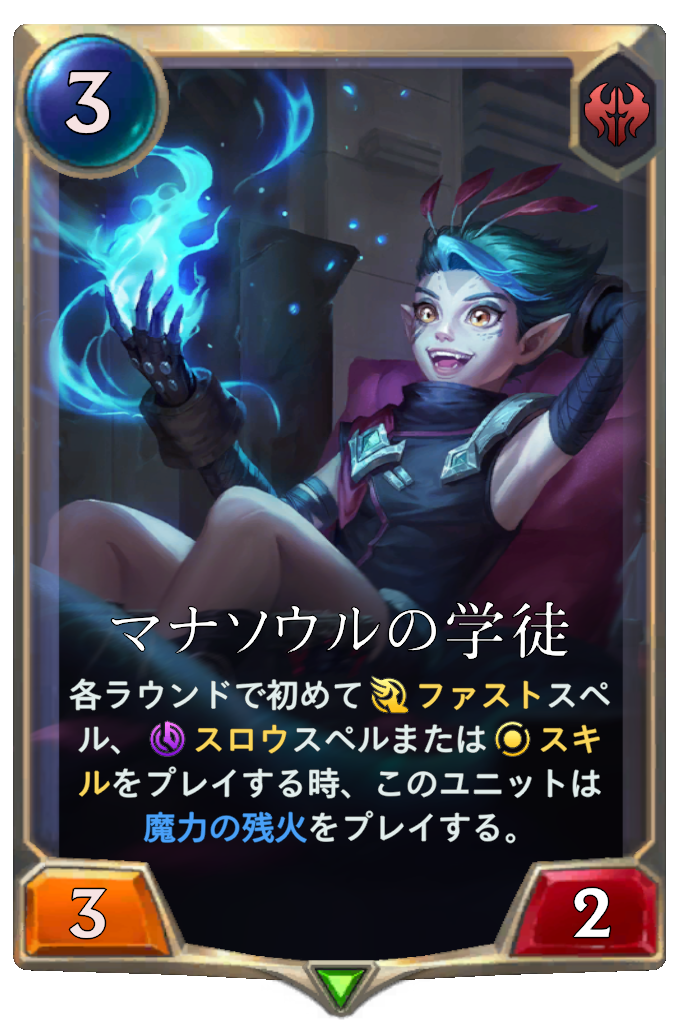 3
マナソウルの学徒
各ラウンドで初めてファストスペ
ル、スロウスペルまたはスキ
ルをプレイする時、このユニットは
魔力の残火をプレイする。
3
2